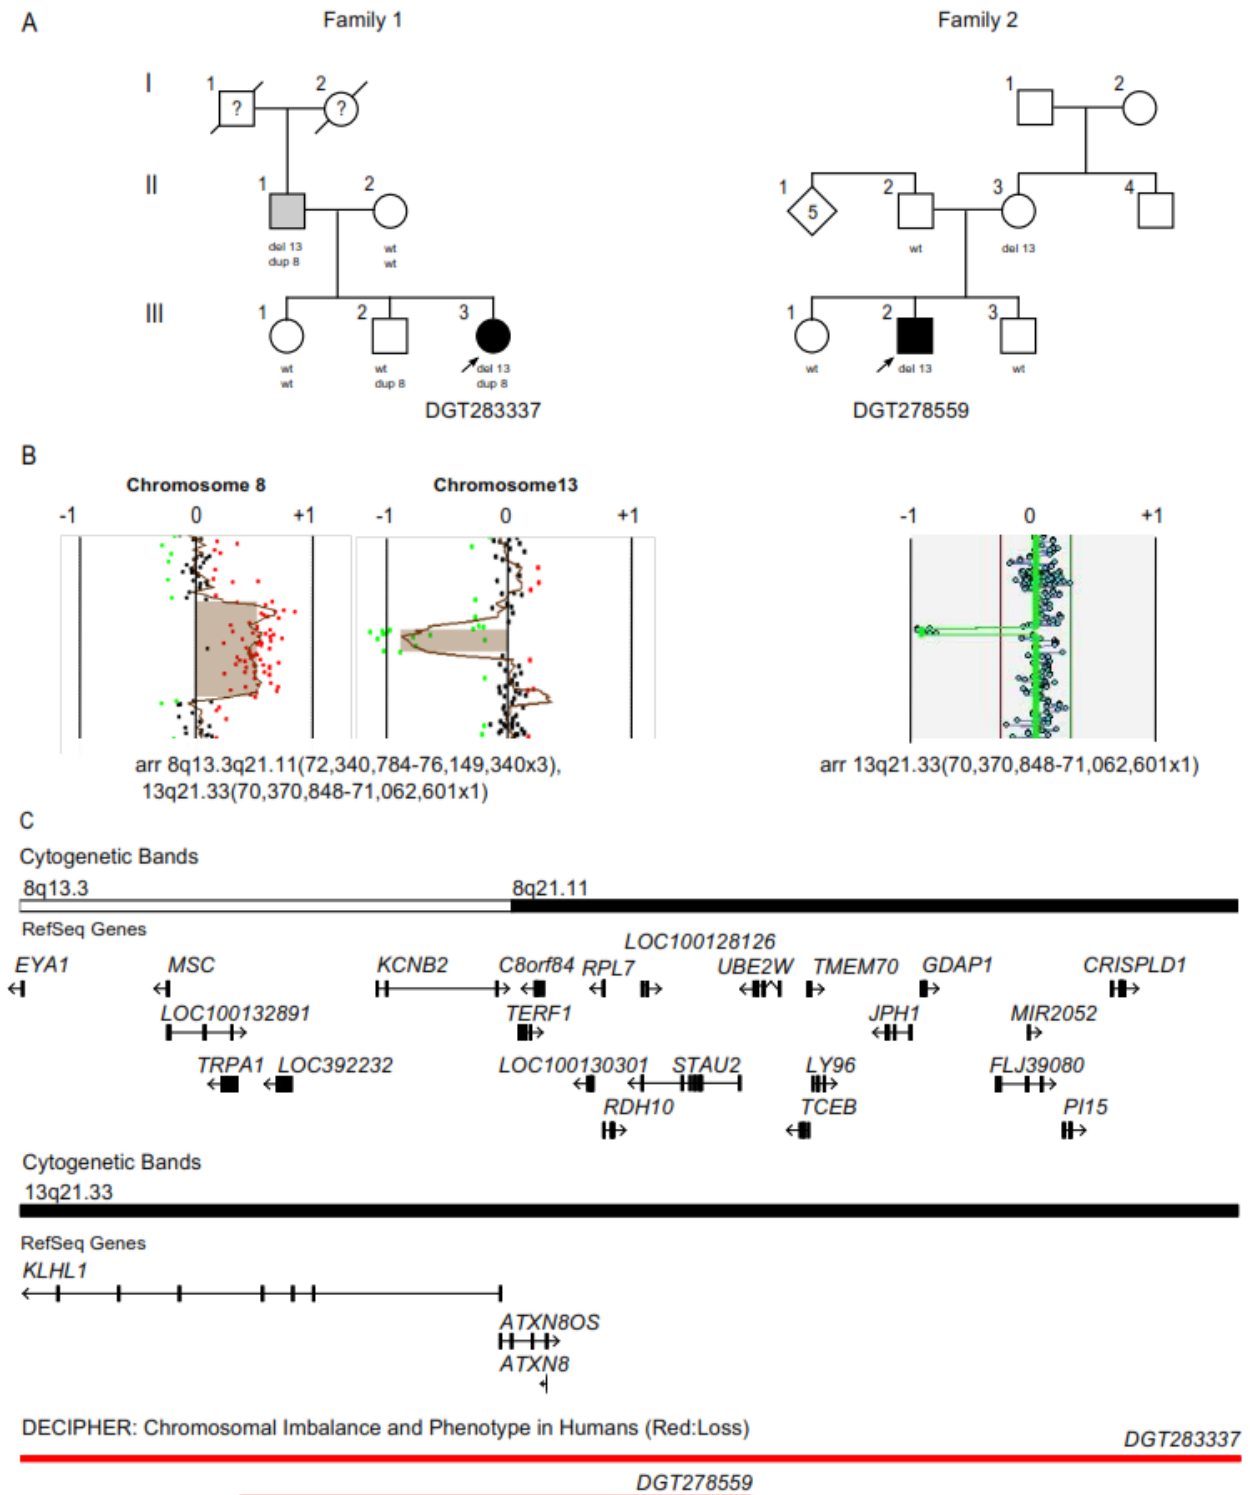 A
Family 1
Family 2
I
1
2
1
2
?
?
II
1
2
1
2
3
4
5
del 13
dup 8
wt
wt
wt
del 13
III
1
2
3
1
2
3
wt
wt
wt
dup 8
del 13
dup 8
wt
del 13
wt
DGT283337
DGT278559
B
Chromosome 8
Chromosome13
-1 0 +1
-1 0 +1
-1 0 +1
arr 8q13.3q21.11(72,340,784-76,149,340x3),
13q21.33(70,370,848-71,062,601x1)
arr 13q21.33(70,370,848-71,062,601x1)
C
Cytogenetic Bands
8q13.3
8q21.11
RefSeq Genes
LOC100128126
EYA1 MSC KCNB2 C8orf84 RPL7 UBE2W TMEM70 GDAP1 CRISPLD1
LOC100132891 TERF1 JPH1 MIR2052
TRPA1 LOC392232 LOC100130301 STAU2 LY96 FLJ39080
RDH10 TCEB PI15
Cytogenetic Bands
13q21.33
RefSeq Genes
KLHL1
ATXN8OS
ATXN8
DECIPHER: Chromosomal Imbalance and Phenotype in Humans (Red:Loss)
DGT283337
DGT278559